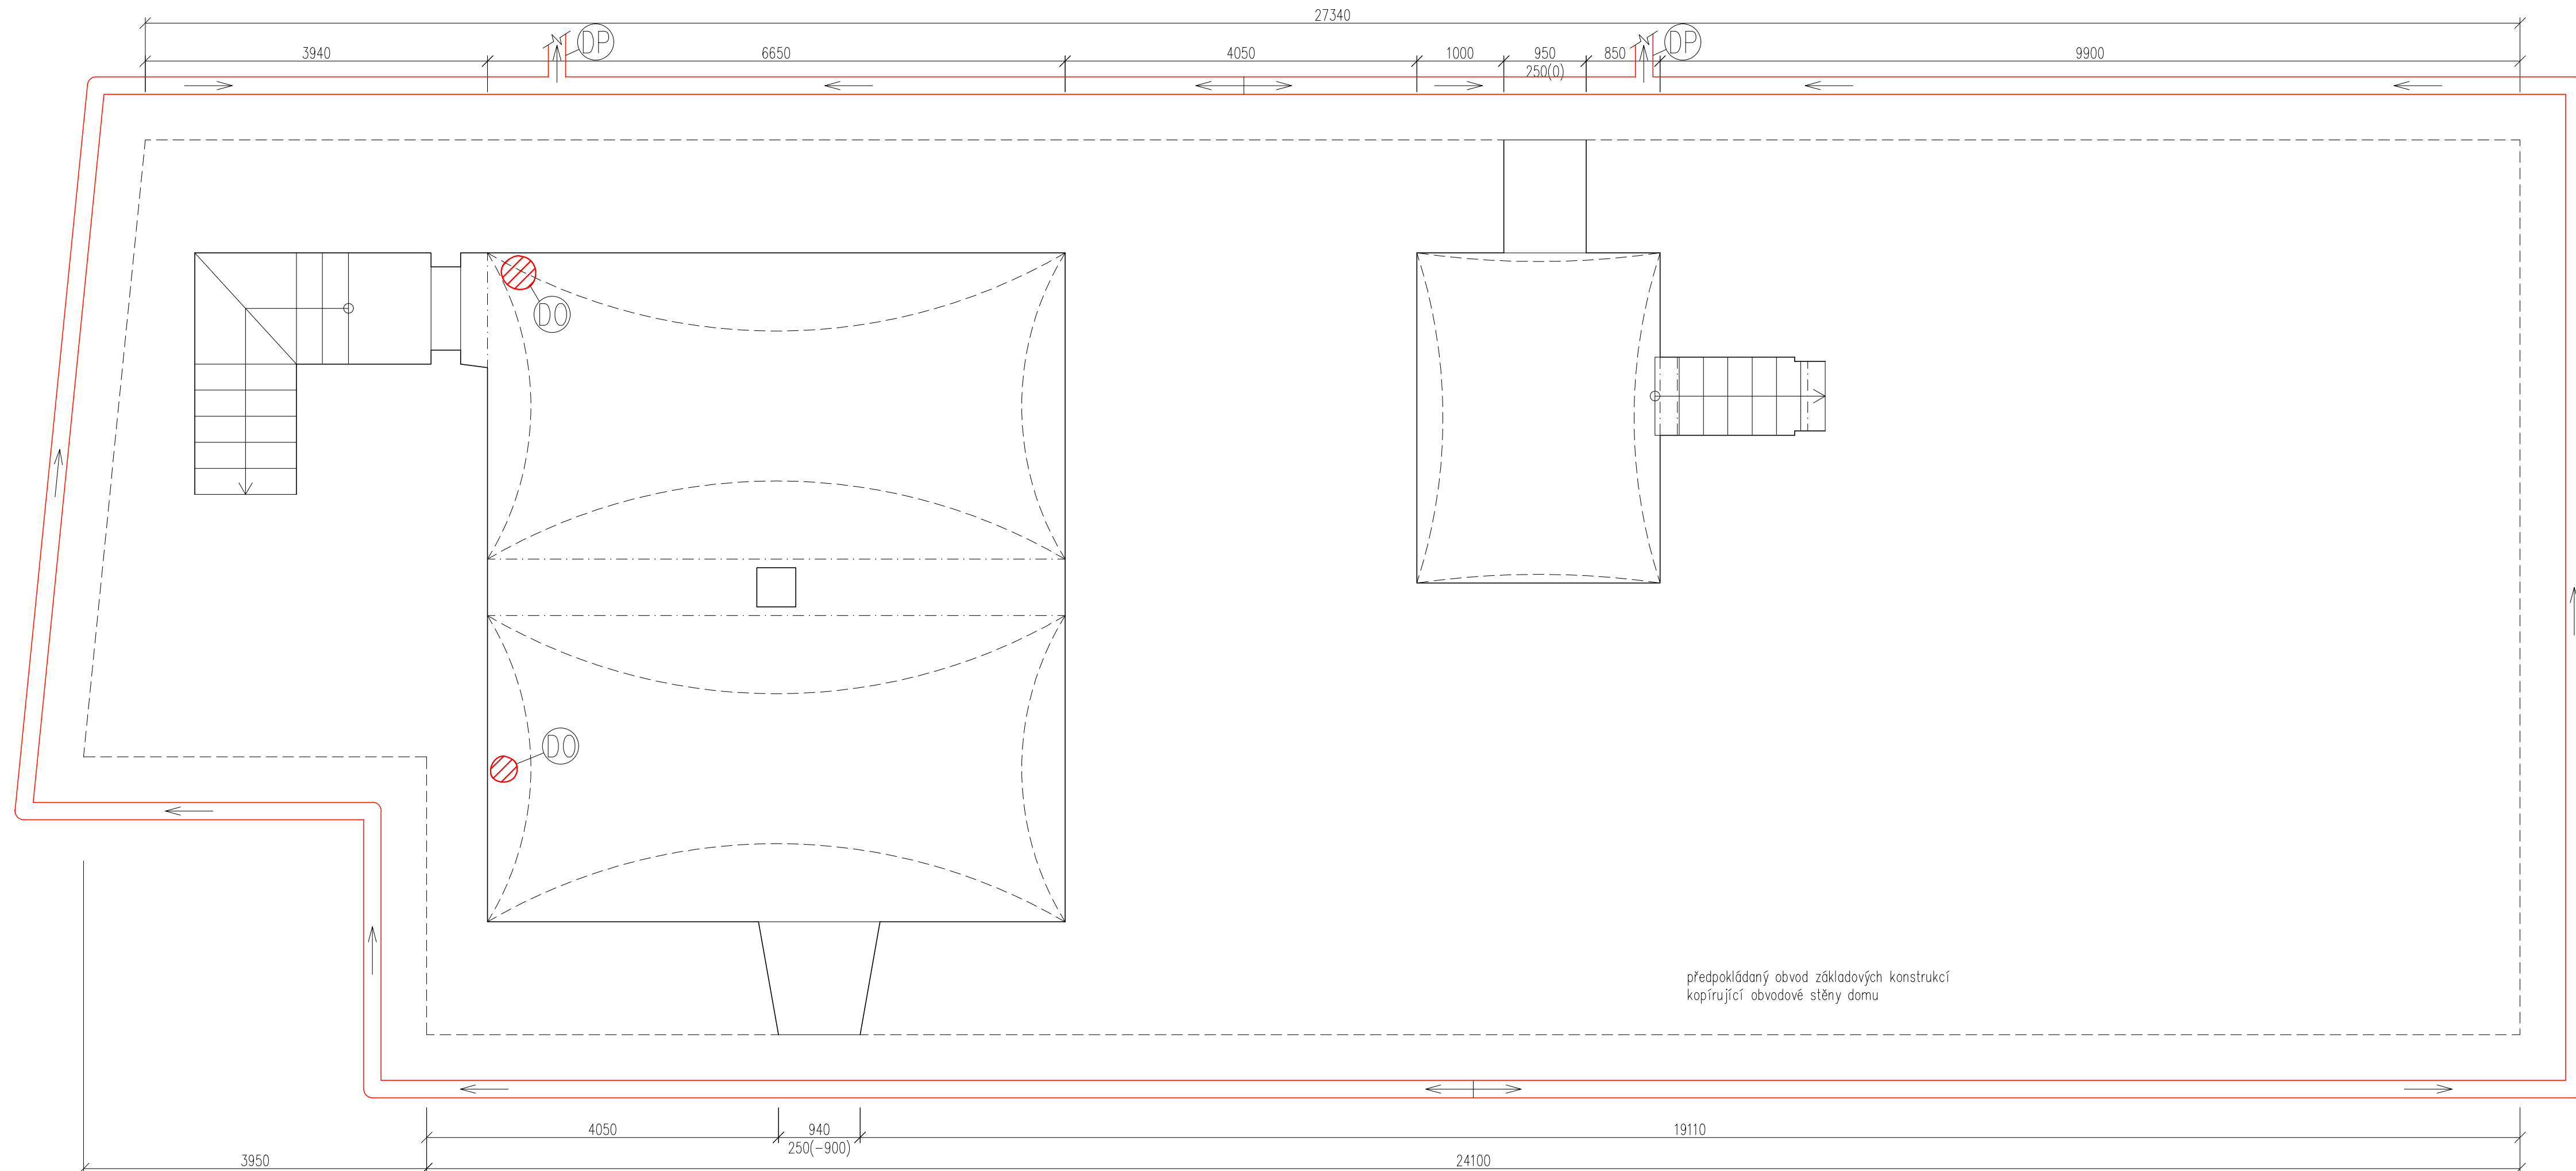 27340
3940 DP 6650 4050 1000 950 850 DP 9900
250(0)
DO
DO
předpokládaný obvod základových konstrukcí
kopírující obvodové stěny domu
4050 940 19110
250(-900)
3950 24100